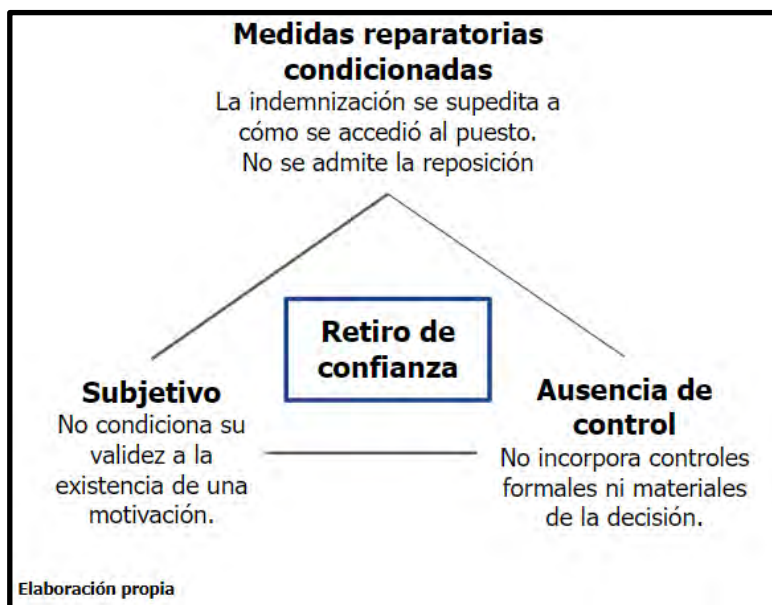 Medidas reparatorias
condicionadas
La indemnización se supedita a
cómo se accedió al puesto.
No se admite la reposición
Retiro de
confianza
Subjetivo
No condiciona su
validez a la
existencia de una
motivación.
Ausencia de
control
No incorpora controles
formales ni materiales
de la decisión.
Elaboración propia